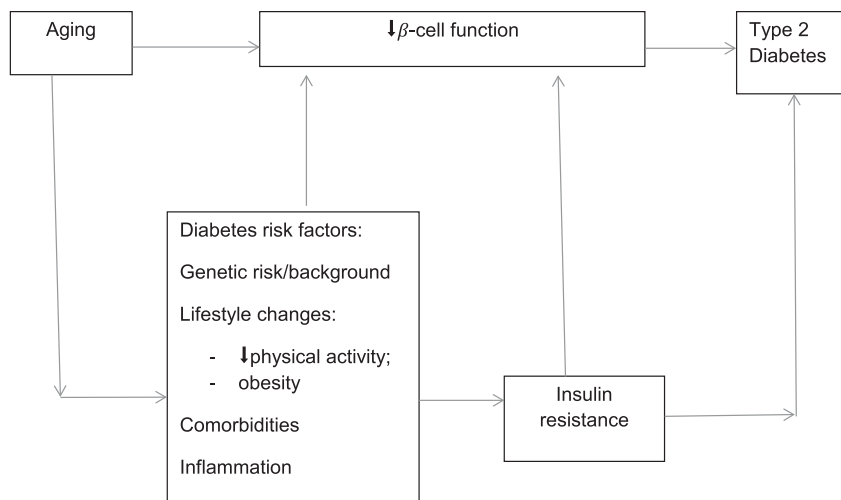 Aging
↓β-cell function
Type 2
Diabetes
Diabetes risk factors:
Genetic risk/background
Lifestyle changes:
- ↓physical activity;
- obesity
Comorbidities
Inflammation
Insulin
resistance